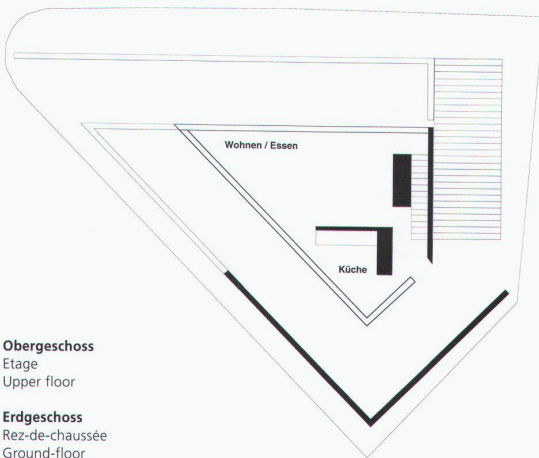 Wohnen / Essen
Küche
Obergeschoss
Etage
Upper floor
Erdgeschoss
Rez-de-chaussée
Ground-floor